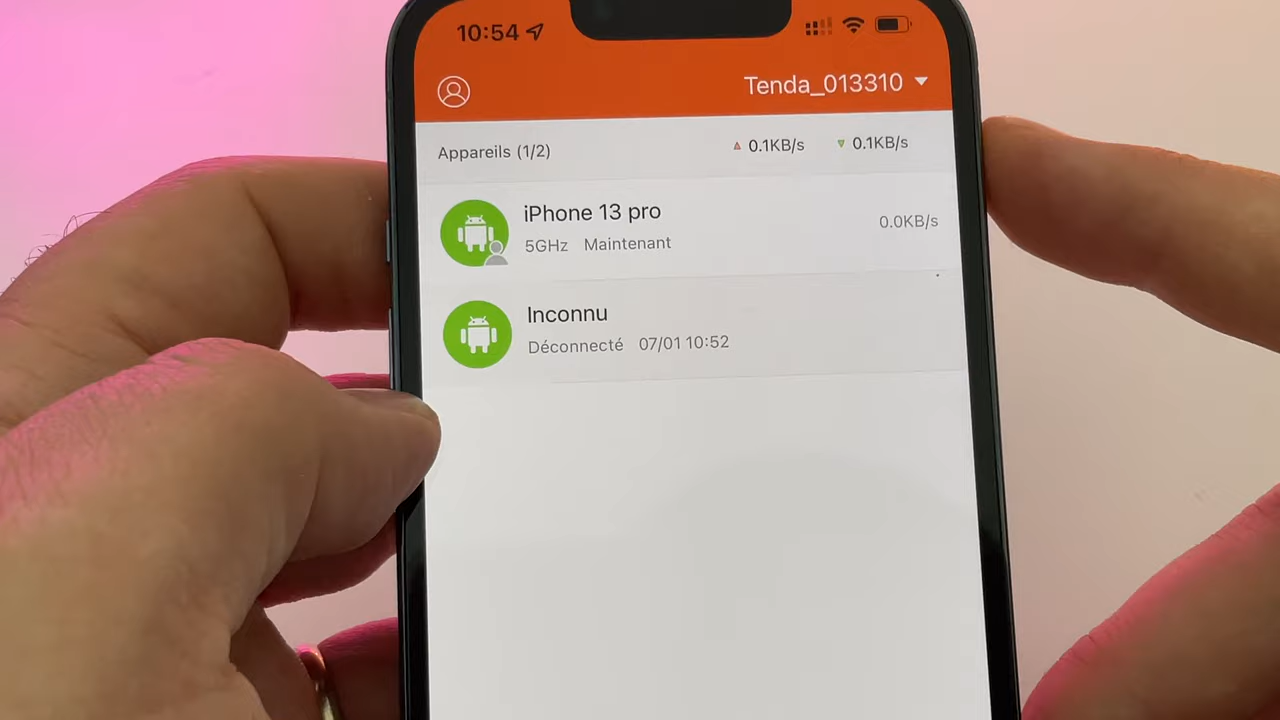 10:54
Tenda_013310
Appareils (1/2) 0.1KB/s 0.1KB/s
iPhone 13 pro
5GHz Maintenant 0.0KB/s
Inconnu
Déconnecté 07/01 10:52